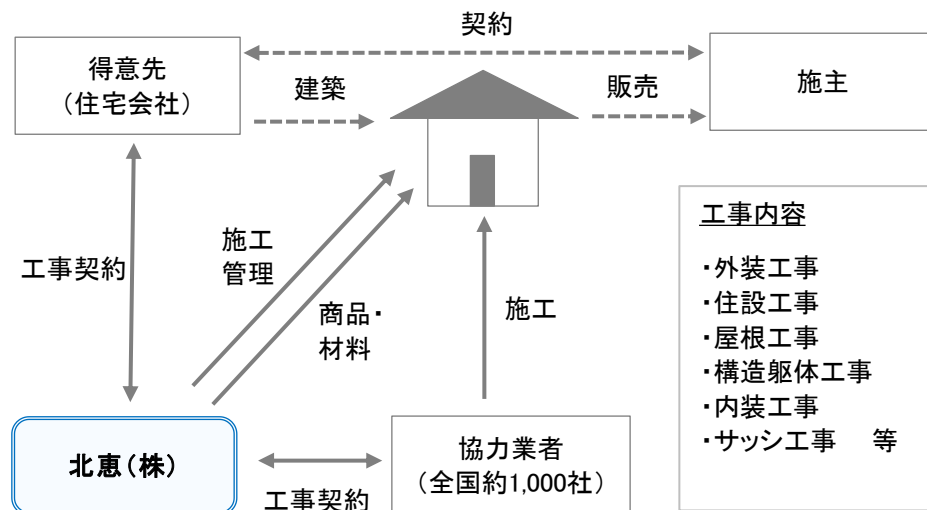 契約
得意先
（住宅会社）
建築
販売
施主
工事契約
施工
管理
商品・
材料
施工
工事内容
・外装工事
・住設工事
・屋根工事
・構造躯体工事
・内装工事
・サッシ工事　等
北恵（株）
工事契約
協力業者
（全国約1,000社）